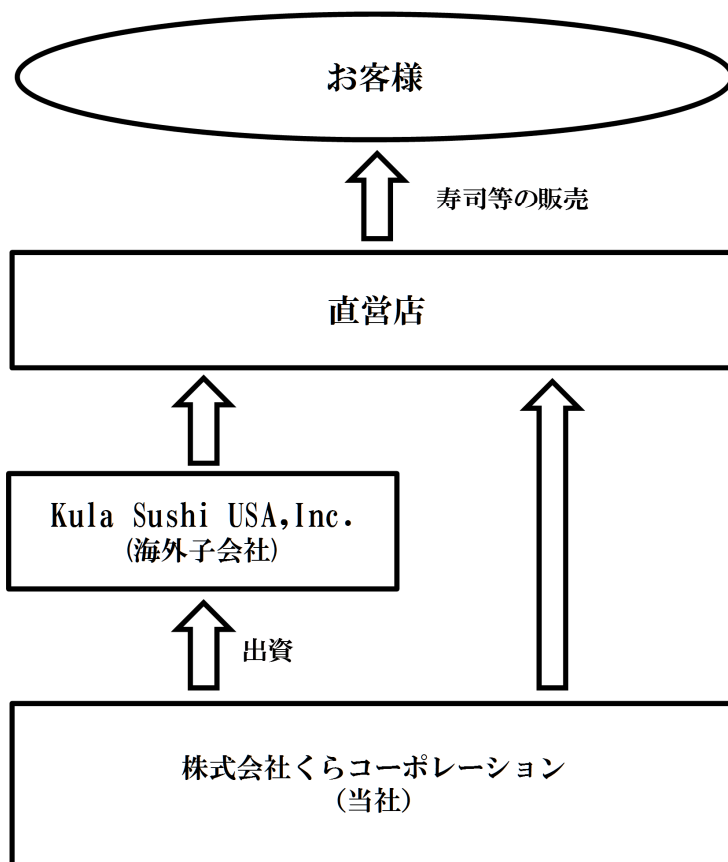 お客様
寿司等の販売
直営店
Kula Sushi USA,Inc.
(海外子会社)
出資
株式会社くらコーポレーション
(当社)